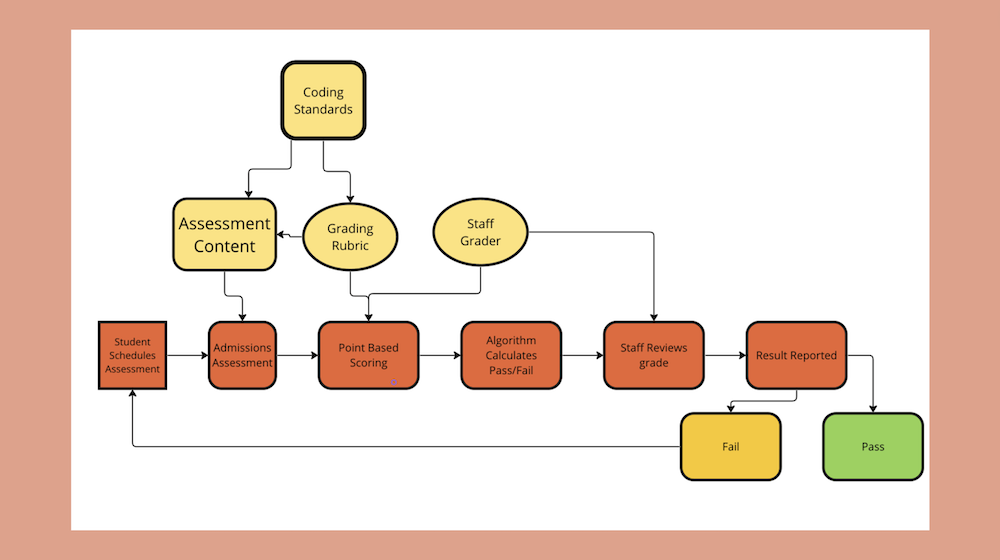 Coding
Standards
Assessment
Content
Grading
Rubric
Staff
Grader
Student
Schedules
Assessment
Admissions
Assessment
Point Based
Scoring
Algorithm
Calculates
Pass/Fail
Staff Reviews
grade
Result Reported
Fail
Pass